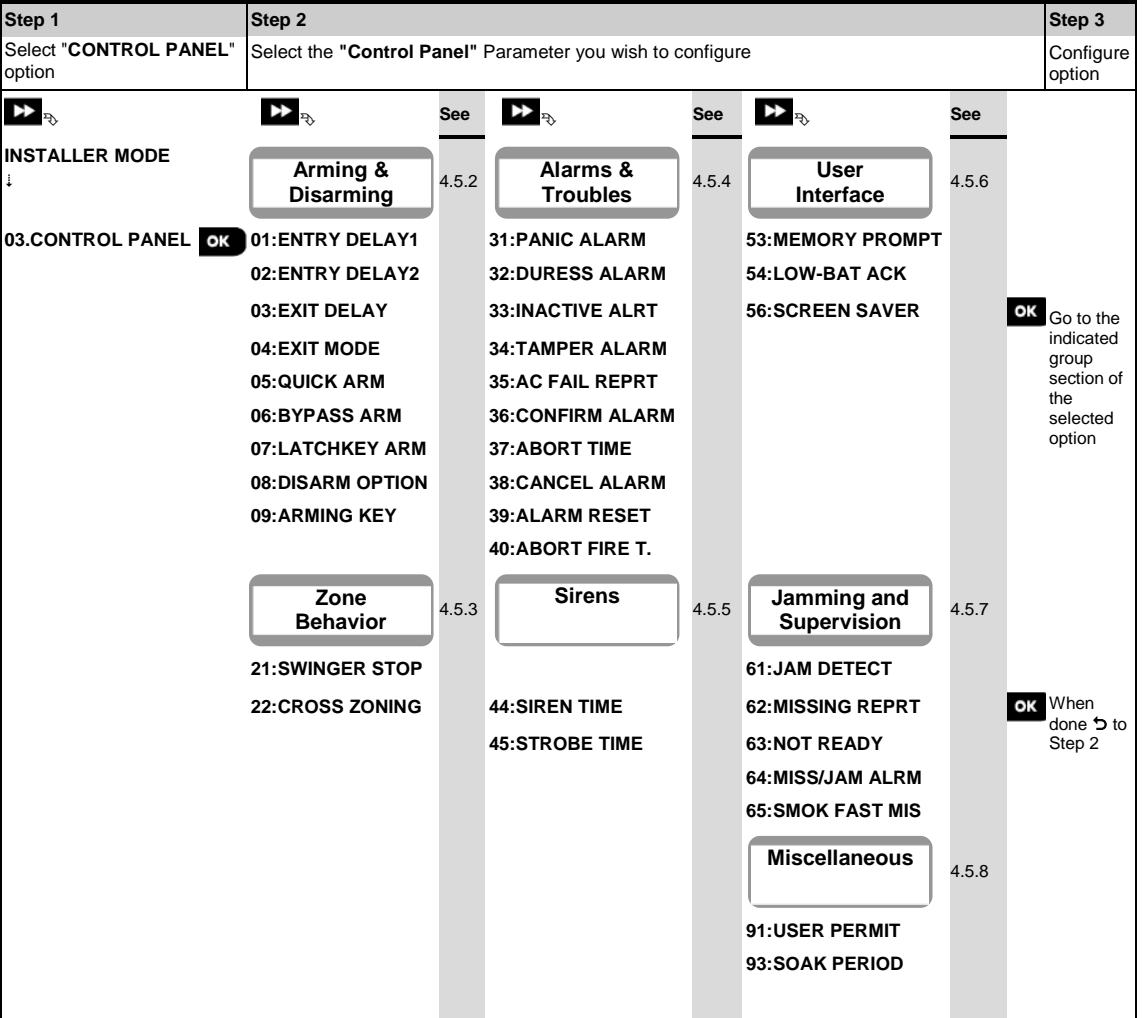 Step 1 Step 2 Step 3
Select "CONTROL PANEL" option
Select the "Control Panel" Parameter you wish to configure
Configure option
See See See
INSTALLER MODE
Arming & Disarming 4.5.2 Alarms & Troubles 4.5.4 User Interface 4.5.6
03.CONTROL PANEL OK 01:ENTRY DELAY1 31:PANIC ALARM 53:MEMORY PROMPT
02:ENTRY DELAY2 32:DURESS ALARM 54:LOW-BAT ACK
03:EXIT DELAY 33:INACTIVE ALRT 56:SCREEN SAVER
OK Go to the indicated group section of the selected option
04:EXIT MODE 34:TAMPER ALARM
05:QUICK ARM 35:AC FAIL REPRT
06:BYPASS ARM 36:CONFIRM ALARM
07:LATCHKEY ARM 37:ABORT TIME
08:DISARM OPTION 38:CANCEL ALARM
09:ARMING KEY 39:ALARM RESET
40:ABORT FIRE T.
Zone Behavior 4.5.3 Sirens 4.5.5 Jamming and Supervision 4.5.7
21:SWINGER STOP 61:JAM DETECT
22:CROSS ZONING 44:SIREN TIME 62:MISSING REPRT
OK When done ⮌ to Step 2
45:STROBE TIME 63:NOT READY
64:MISS/JAM ALRM
65:SMOK FAST MIS
Miscellaneous 4.5.8
91:USER PERMIT
93:SOAK PERIOD